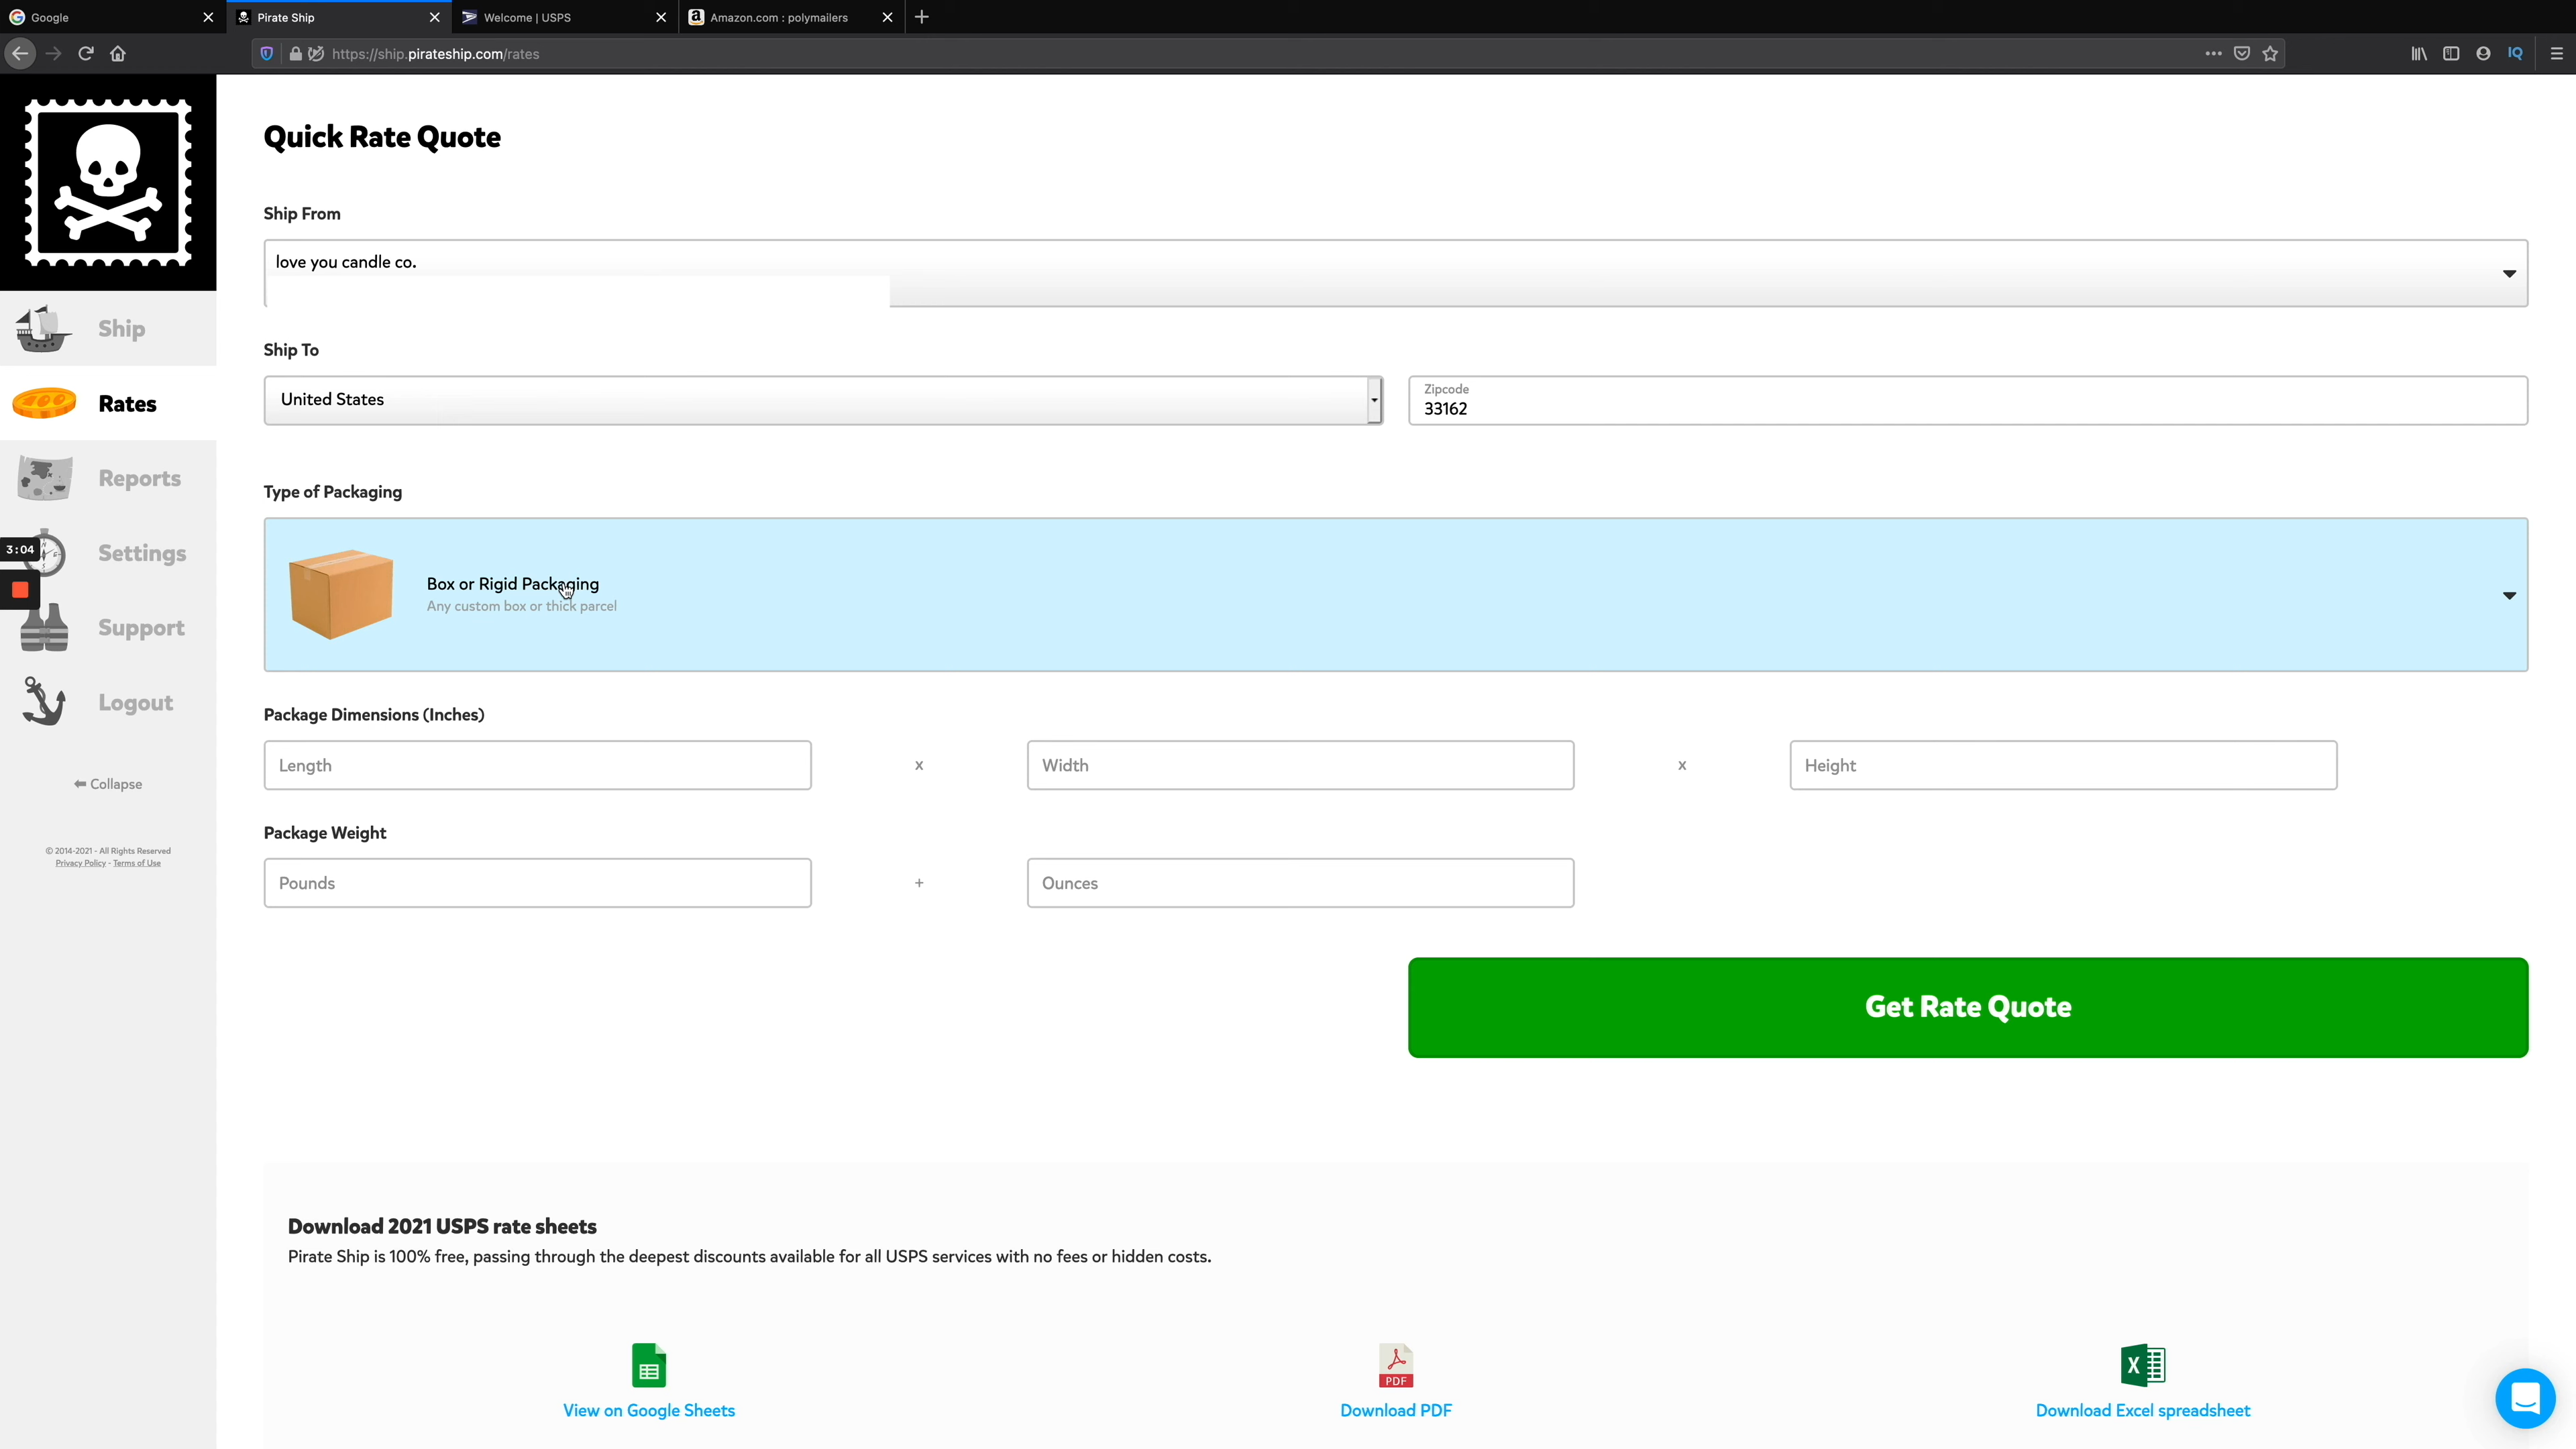 Google
Pirate Ship
Welcome | USPS
Amazon.com : polymailers
https://ship.pirateship.com/rates
IQ
Quick Rate Quote
Ship From
love you candle co.
Ship
Ship To
United States
Zipcode
33162
Rates
Reports
Type of Packaging
3:04
Settings
Box or Rigid Packaging
Any custom box or thick parcel
Support
Logout
Package Dimensions (Inches)
Length x Width x Height
Collapse
Package Weight
© 2014-2021 - All Rights Reserved
Privacy Policy - Terms of Use
Pounds + Ounces
Get Rate Quote
Download 2021 USPS rate sheets
Pirate Ship is 100% free, passing through the deepest discounts available for all USPS services with no fees or hidden costs.
PDF
View on Google Sheets
Download PDF
Download Excel spreadsheet